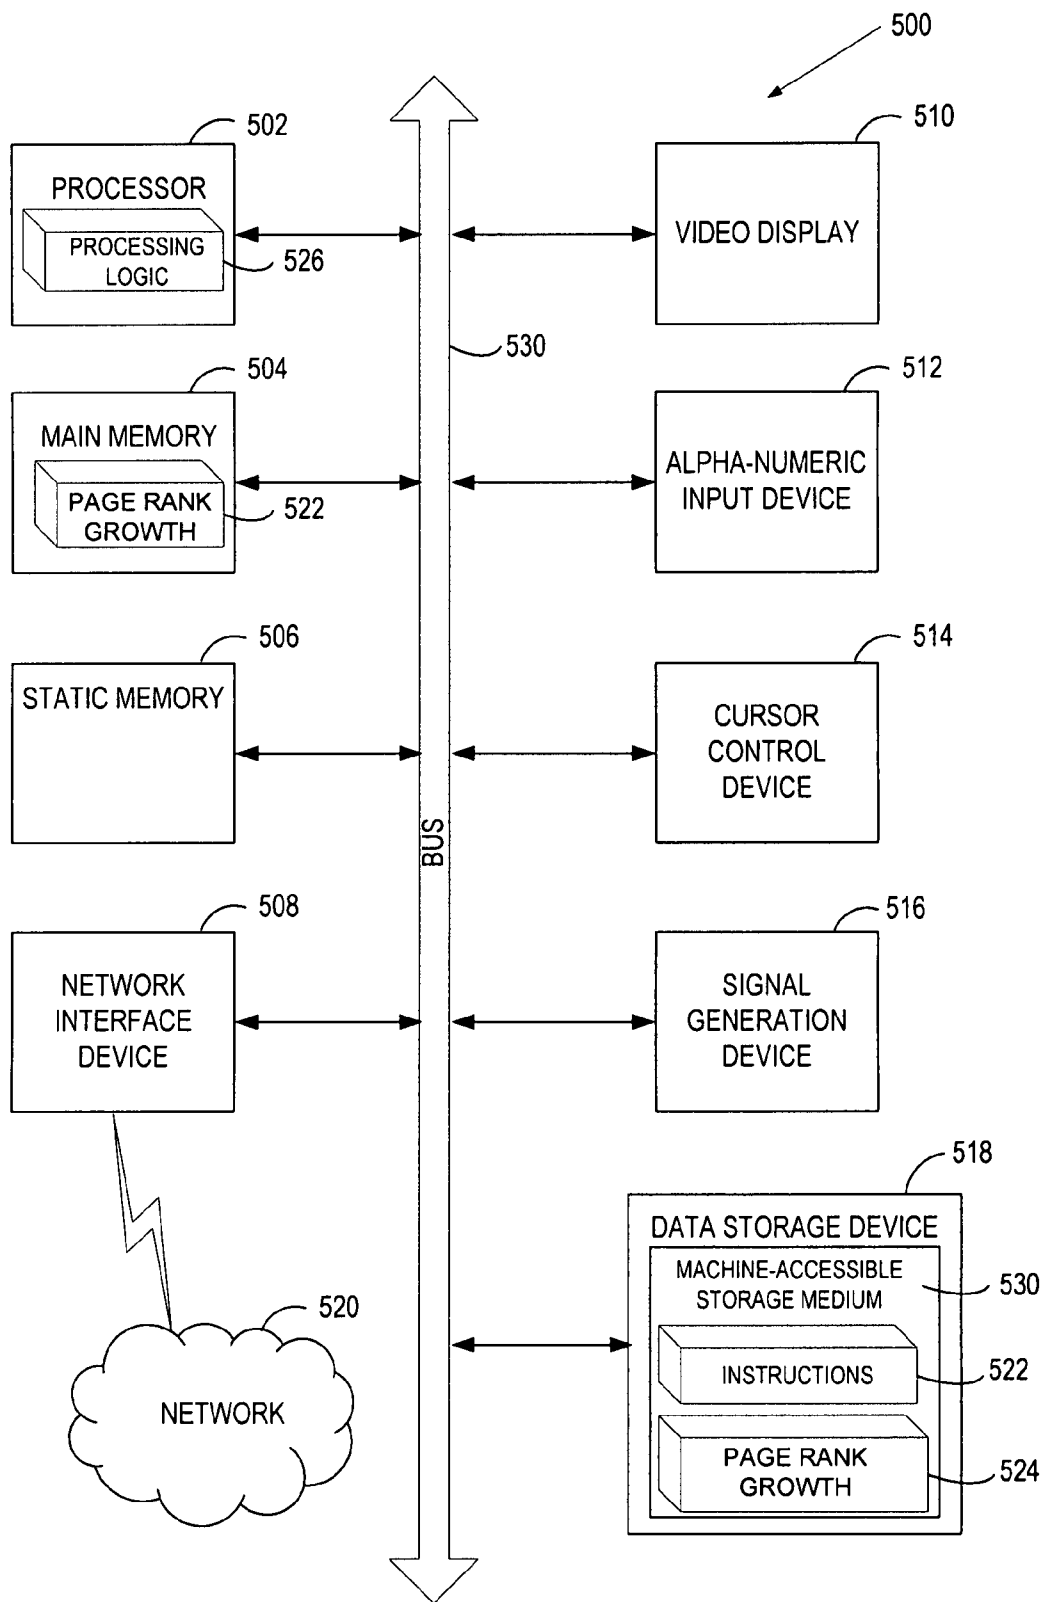 500
502
PROCESSOR
PROCESSING
LOGIC
526
510
VIDEO DISPLAY
530
504
MAIN MEMORY
PAGE RANK
GROWTH
522
512
ALPHA-NUMERIC
INPUT DEVICE
506
STATIC MEMORY
514
CURSOR
CONTROL
DEVICE
BUS
508
NETWORK
INTERFACE
DEVICE
516
SIGNAL
GENERATION
DEVICE
518
DATA STORAGE DEVICE
MACHINE-ACCESSIBLE
STORAGE MEDIUM
530
INSTRUCTIONS
522
PAGE RANK
GROWTH
524
520
NETWORK